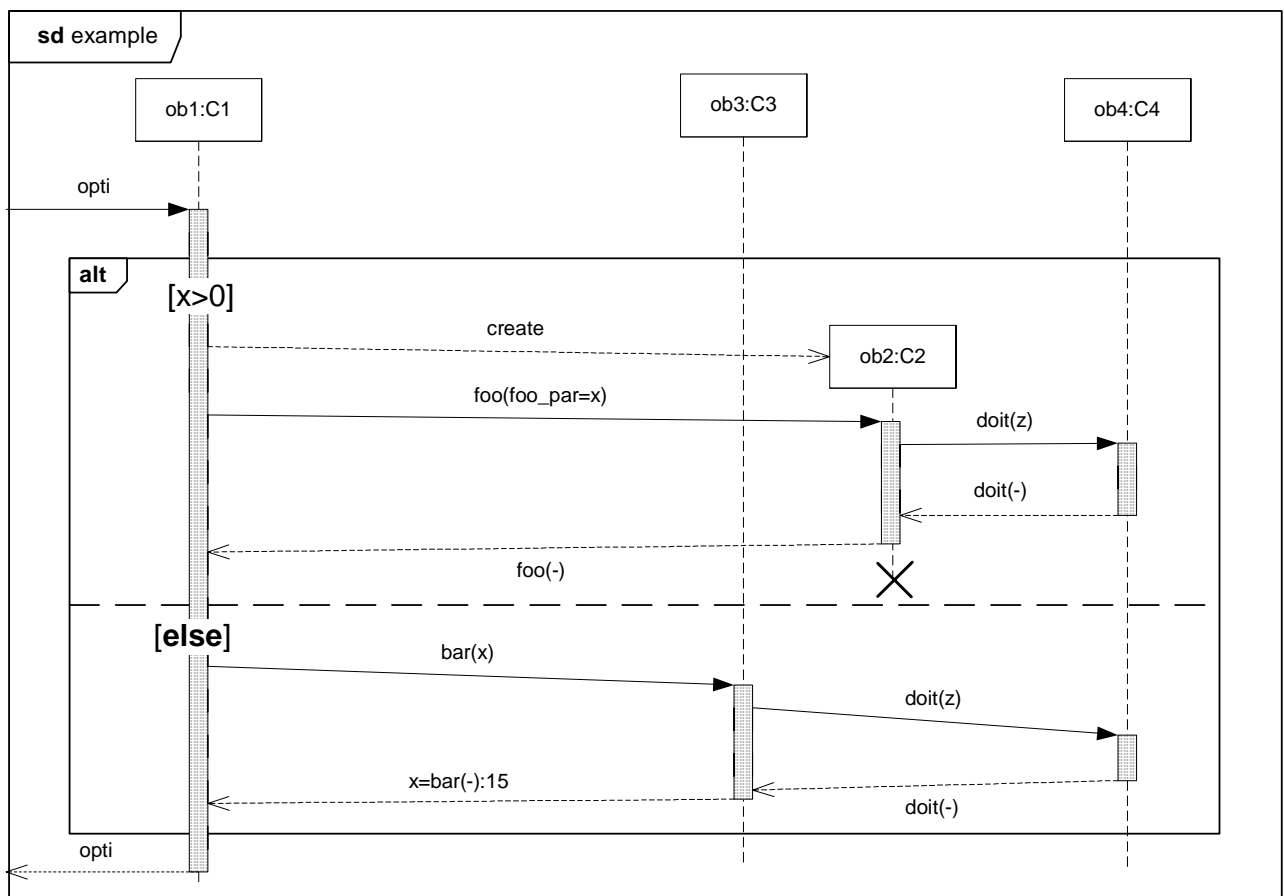 sd example
ob1:C1
ob3:C3
ob4:C4
opti
alt
[x>0]
create
ob2:C2
foo(foo_par=x)
doit(z)
doit(-)
foo(-)
[else]
bar(x)
doit(z)
x=bar(-):15
doit(-)
opti